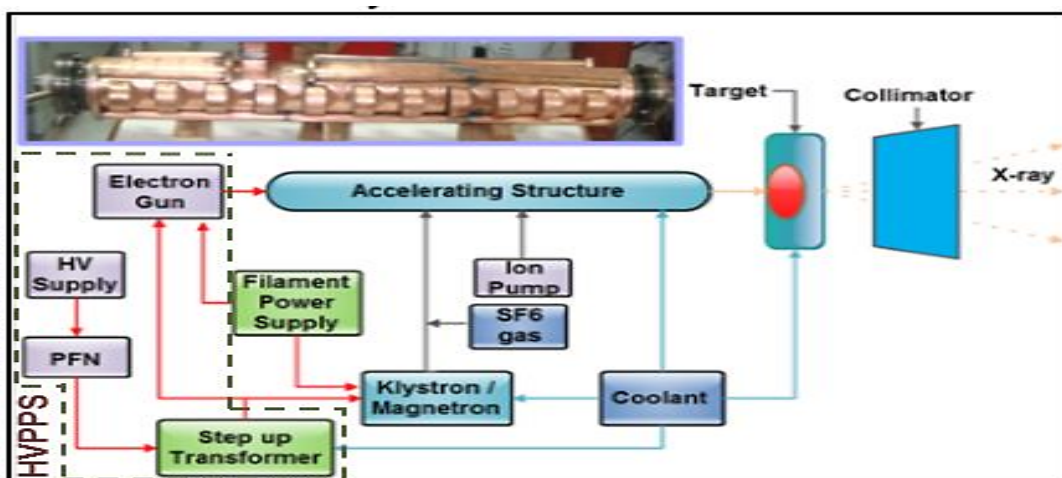 Target
Collimator
Electron
Gun
Accelerating Structure
X-ray
HV
Supply
Filament
Power
Supply
Ion
Pump
SF6
gas
PFN
Klystron /
Magnetron
Coolant
HVPPS
Step up
Transformer